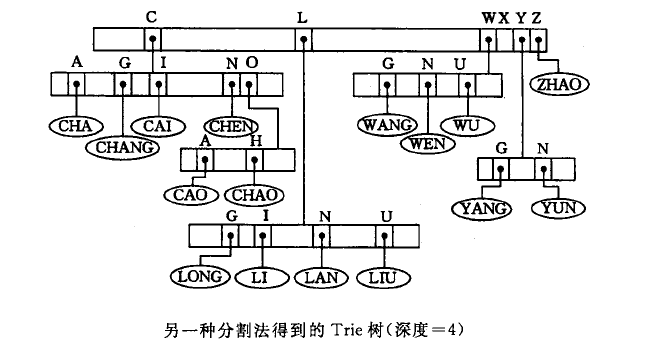 C L W X Y Z
A G I N O G N U
ZHAO
CHA CHANG CAI CHEN WANG WEN WU
A H G N
CAO CHAO YANG YUN
G I N U
LONG LI LAN LIU
另一种分割法得到的 Trie 树(深度=4)